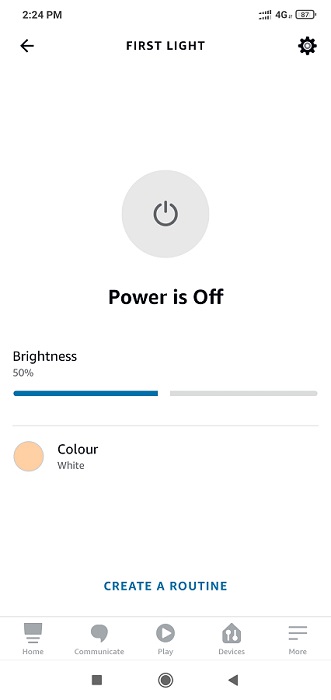 2:24 PM 4G 87
FIRST LIGHT
Power is Off
Brightness
50%
Colour
White
CREATE A ROUTINE
Home Communicate Play Devices More